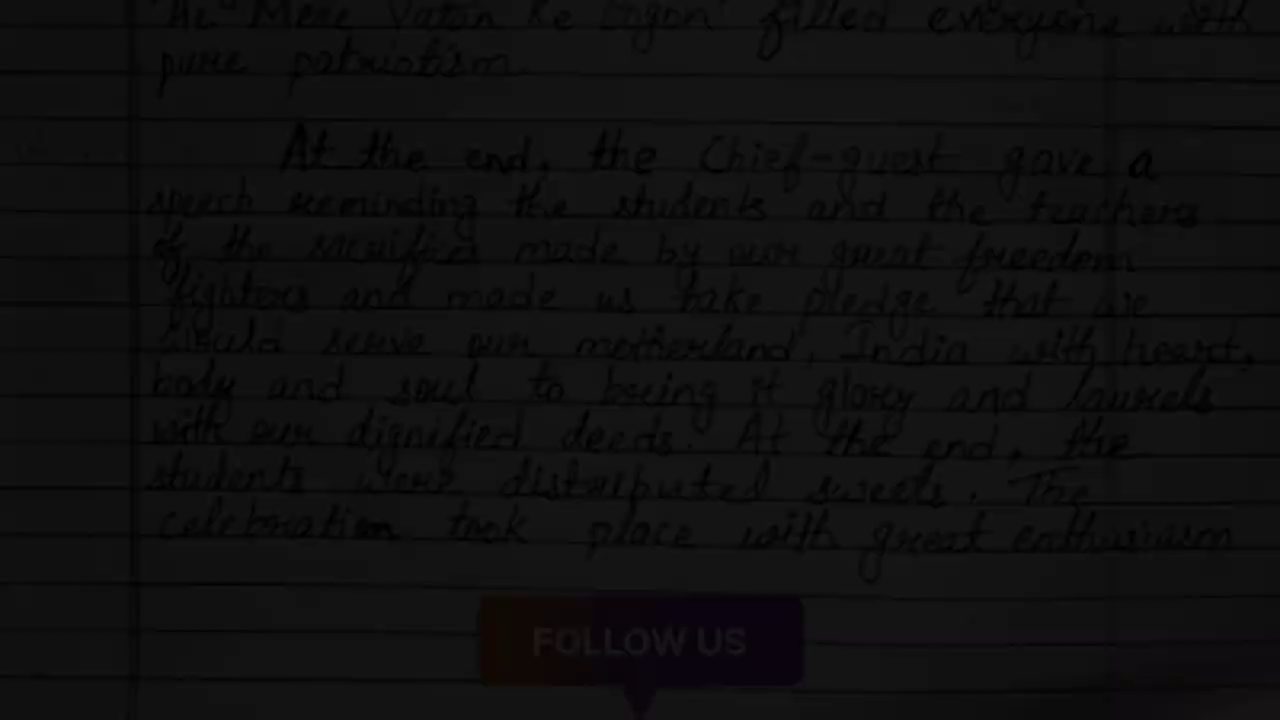 Mere Vatan Ke Logon' filled everyone with
pure patriotism.
At the end, the Chief-guest gave a
speech reminding the students and the teachers
of the sacrifices made by our great freedom
fighters and made us take pledge that we
would serve our motherland, India with heart,
body and soul to bring it glory and laurels
with our dignified deeds. At the end, the
students were distributed sweets. The
celebration took place with great enthusiasm
FOLLOW US